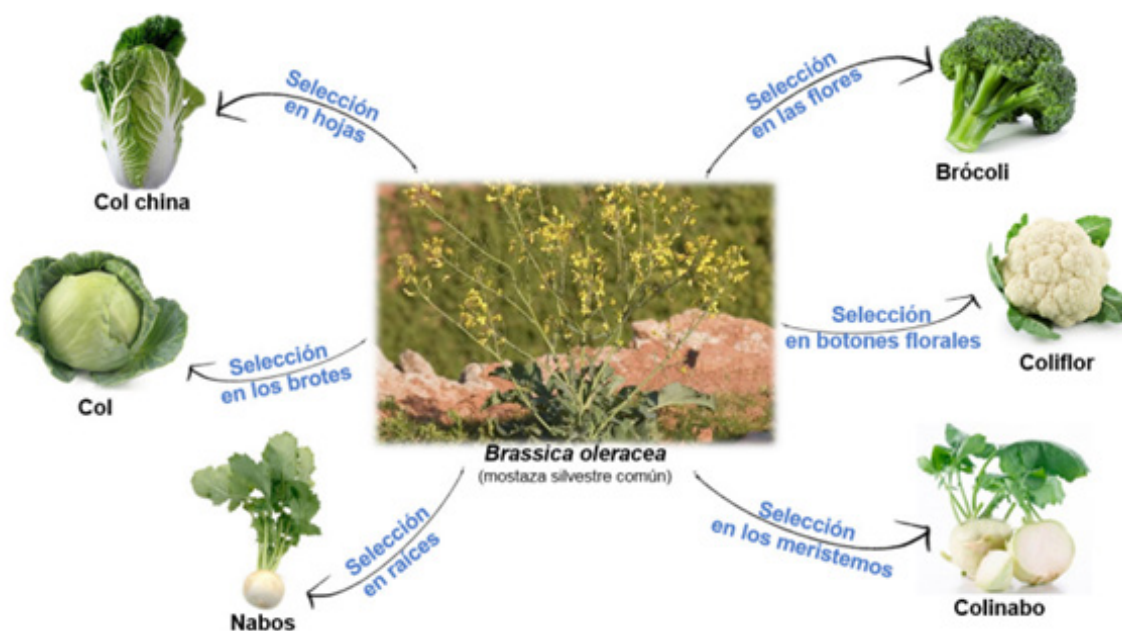 Selección
en hojas
Col china
Selección
en las flores
Brócoli
Selección
en los brotes
Col
Selección
en botones florales
Coliflor
Brassica oleracea
(mostaza silvestre común)
Selección
en raíces
Nabos
Selección
en los meristemos
Colinabo